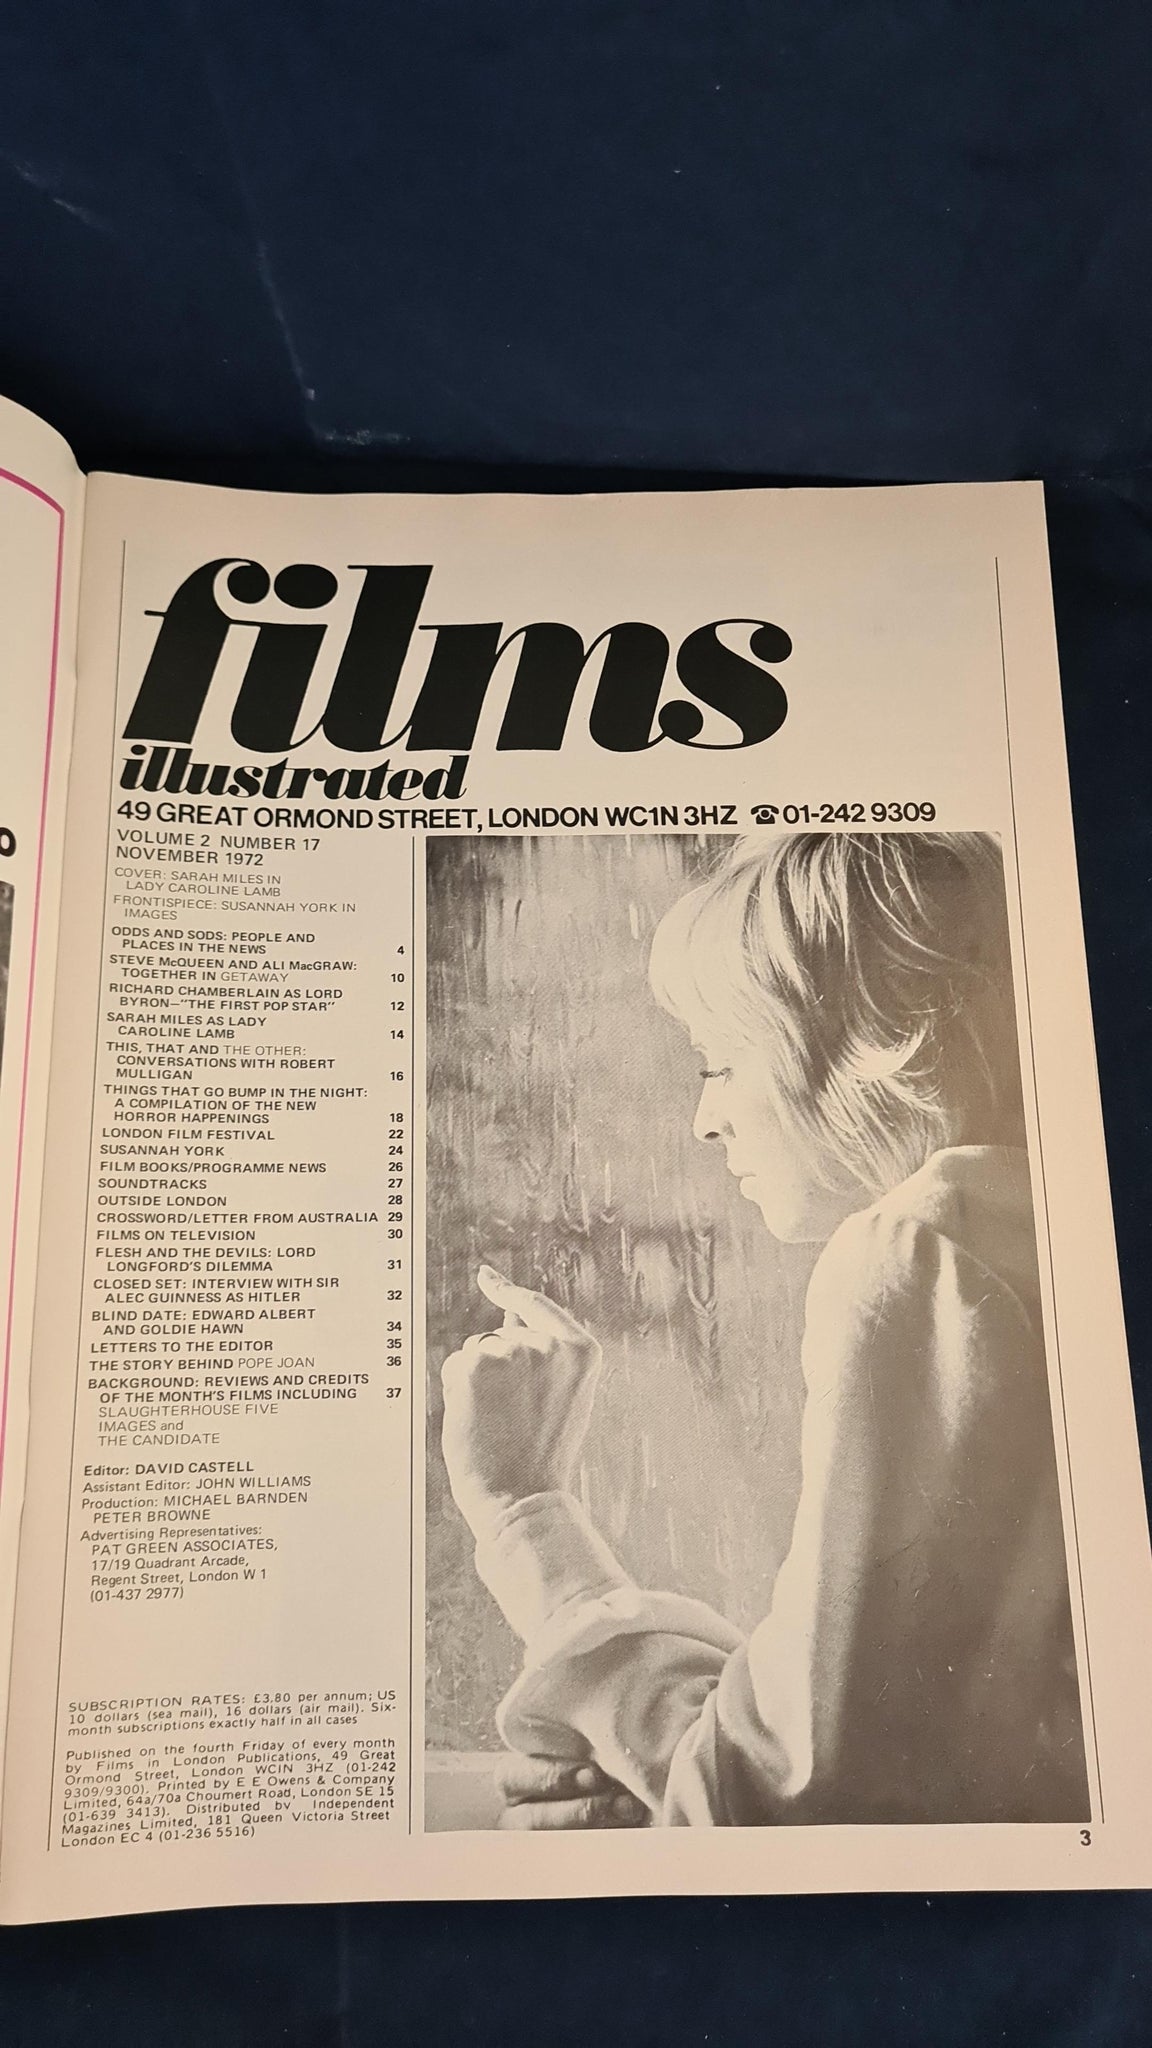 films
illustrated
49 GREAT ORMOND STREET, LONDON WC1N 3HZ ☎ 01-242 9309
VOLUME 2 NUMBER 17
NOVEMBER 1972
COVER: SARAH MILES IN
LADY CAROLINE LAMB
FRONTISPIECE: SUSANNAH YORK IN
IMAGES
ODDS AND SODS: PEOPLE AND
PLACES IN THE NEWS 4
STEVE McQUEEN AND ALI MacGRAW:
TOGETHER IN GETAWAY 10
RICHARD CHAMBERLAIN AS LORD
BYRON—"THE FIRST POP STAR" 12
SARAH MILES AS LADY
CAROLINE LAMB 14
THIS, THAT AND THE OTHER:
CONVERSATIONS WITH ROBERT
MULLIGAN 16
THINGS THAT GO BUMP IN THE NIGHT:
A COMPILATION OF THE NEW
HORROR HAPPENINGS 18
LONDON FILM FESTIVAL 22
SUSANNAH YORK 24
FILM BOOKS/PROGRAMME NEWS 26
SOUNDTRACKS 27
OUTSIDE LONDON 28
CROSSWORD/LETTER FROM AUSTRALIA 29
FILMS ON TELEVISION 30
FLESH AND THE DEVILS: LORD
LONGFORD'S DILEMMA 31
CLOSED SET: INTERVIEW WITH SIR
ALEC GUINNESS AS HITLER 32
BLIND DATE: EDWARD ALBERT
AND GOLDIE HAWN 34
LETTERS TO THE EDITOR 35
THE STORY BEHIND POPE JOAN 36
BACKGROUND: REVIEWS AND CREDITS
OF THE MONTH'S FILMS INCLUDING 37
SLAUGHTERHOUSE FIVE
IMAGES and
THE CANDIDATE
Editor: DAVID CASTELL
Assistant Editor: JOHN WILLIAMS
Production: MICHAEL BARNDEN
PETER BROWNE
Advertising Representatives:
PAT GREEN ASSOCIATES,
17/19 Quadrant Arcade,
Regent Street, London W 1
(01-437 2977)
SUBSCRIPTION RATES: £3.80 per annum; US
10 dollars (sea mail), 16 dollars (air mail). Six-
month subscriptions exactly half in all cases
Published on the fourth Friday of every month
by Films in London Publications, 49 Great
Ormond Street, London WCIN 3HZ (01-242
9309/9300). Printed by E E Owens & Company
Limited, 64a/70a Choumert Road, London SE 15
(01-639 3413). Distributed by Independent
Magazines Limited, 181 Queen Victoria Street
London EC 4 (01-236 5516)
3